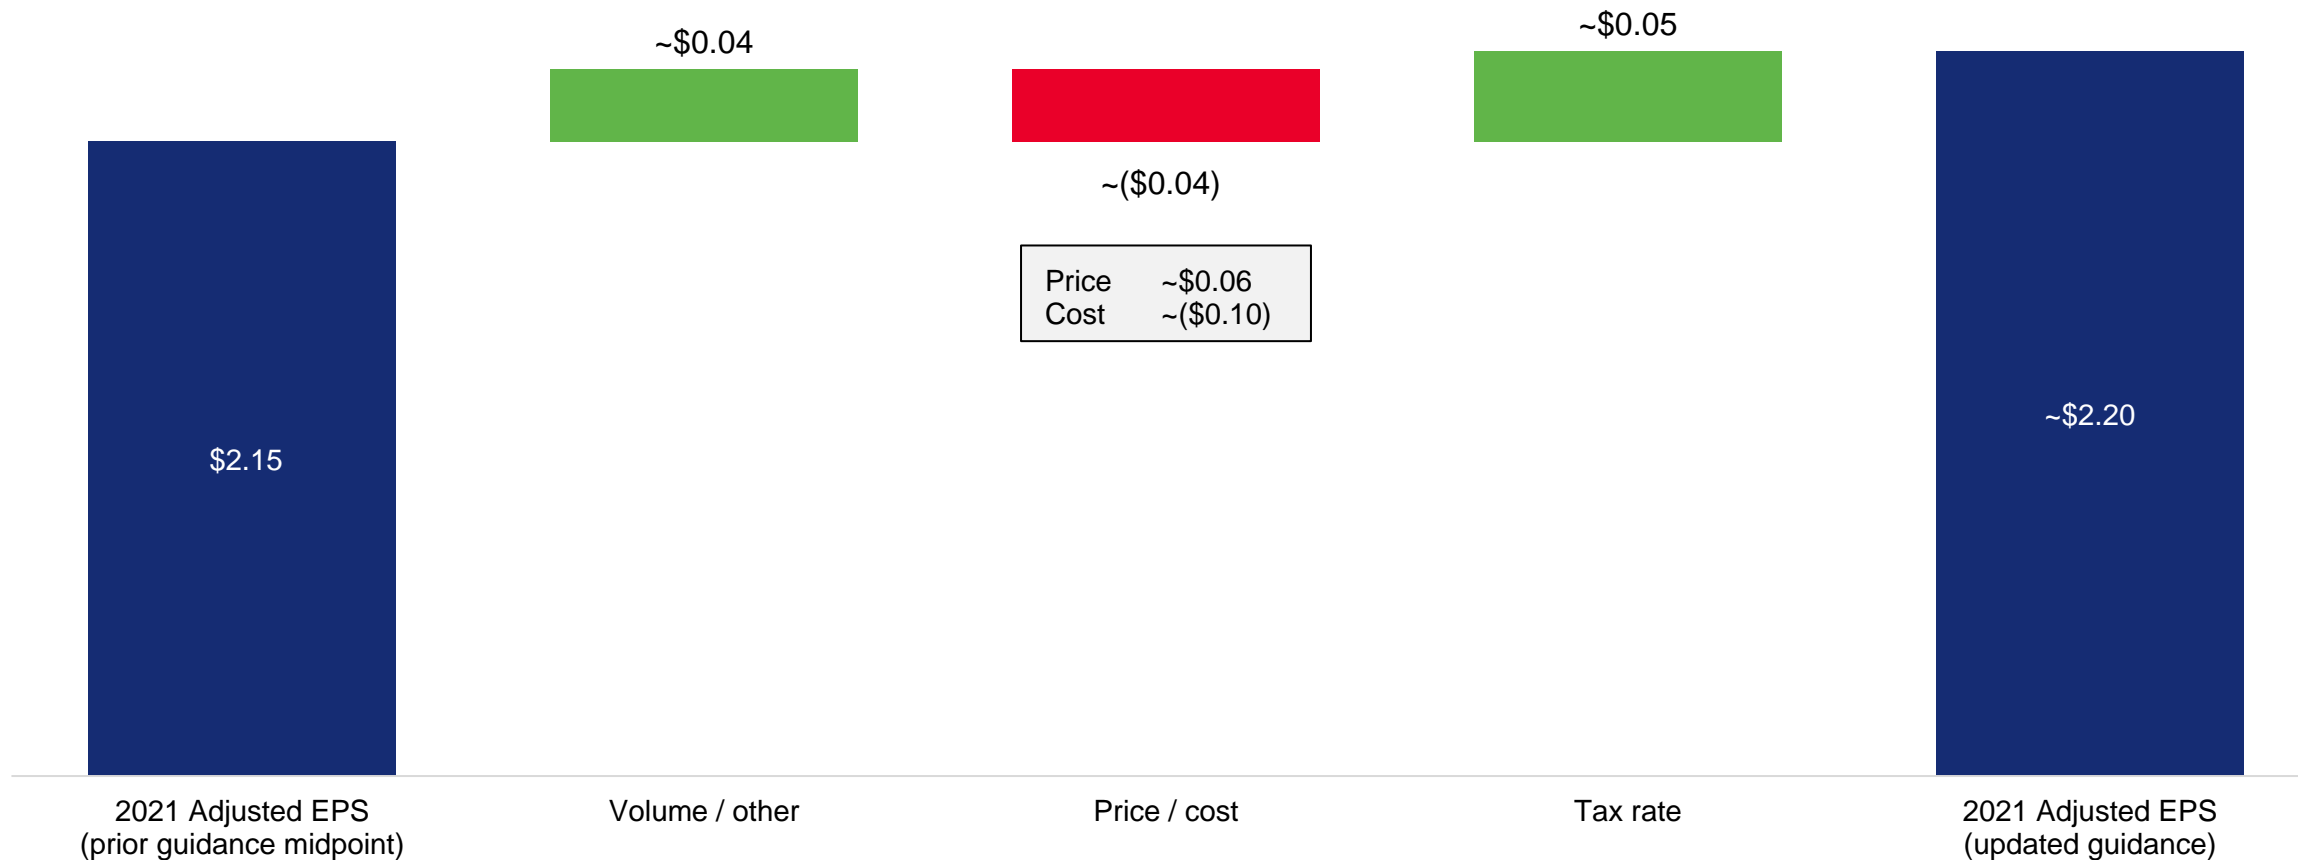 ~$0.04
~$0.05
~($0.04)
Price ~$0.06
Cost ~($0.10)
$2.15
~$2.20
2021 Adjusted EPS
(prior guidance midpoint)
Volume / other
Price / cost
Tax rate
2021 Adjusted EPS
(updated guidance)